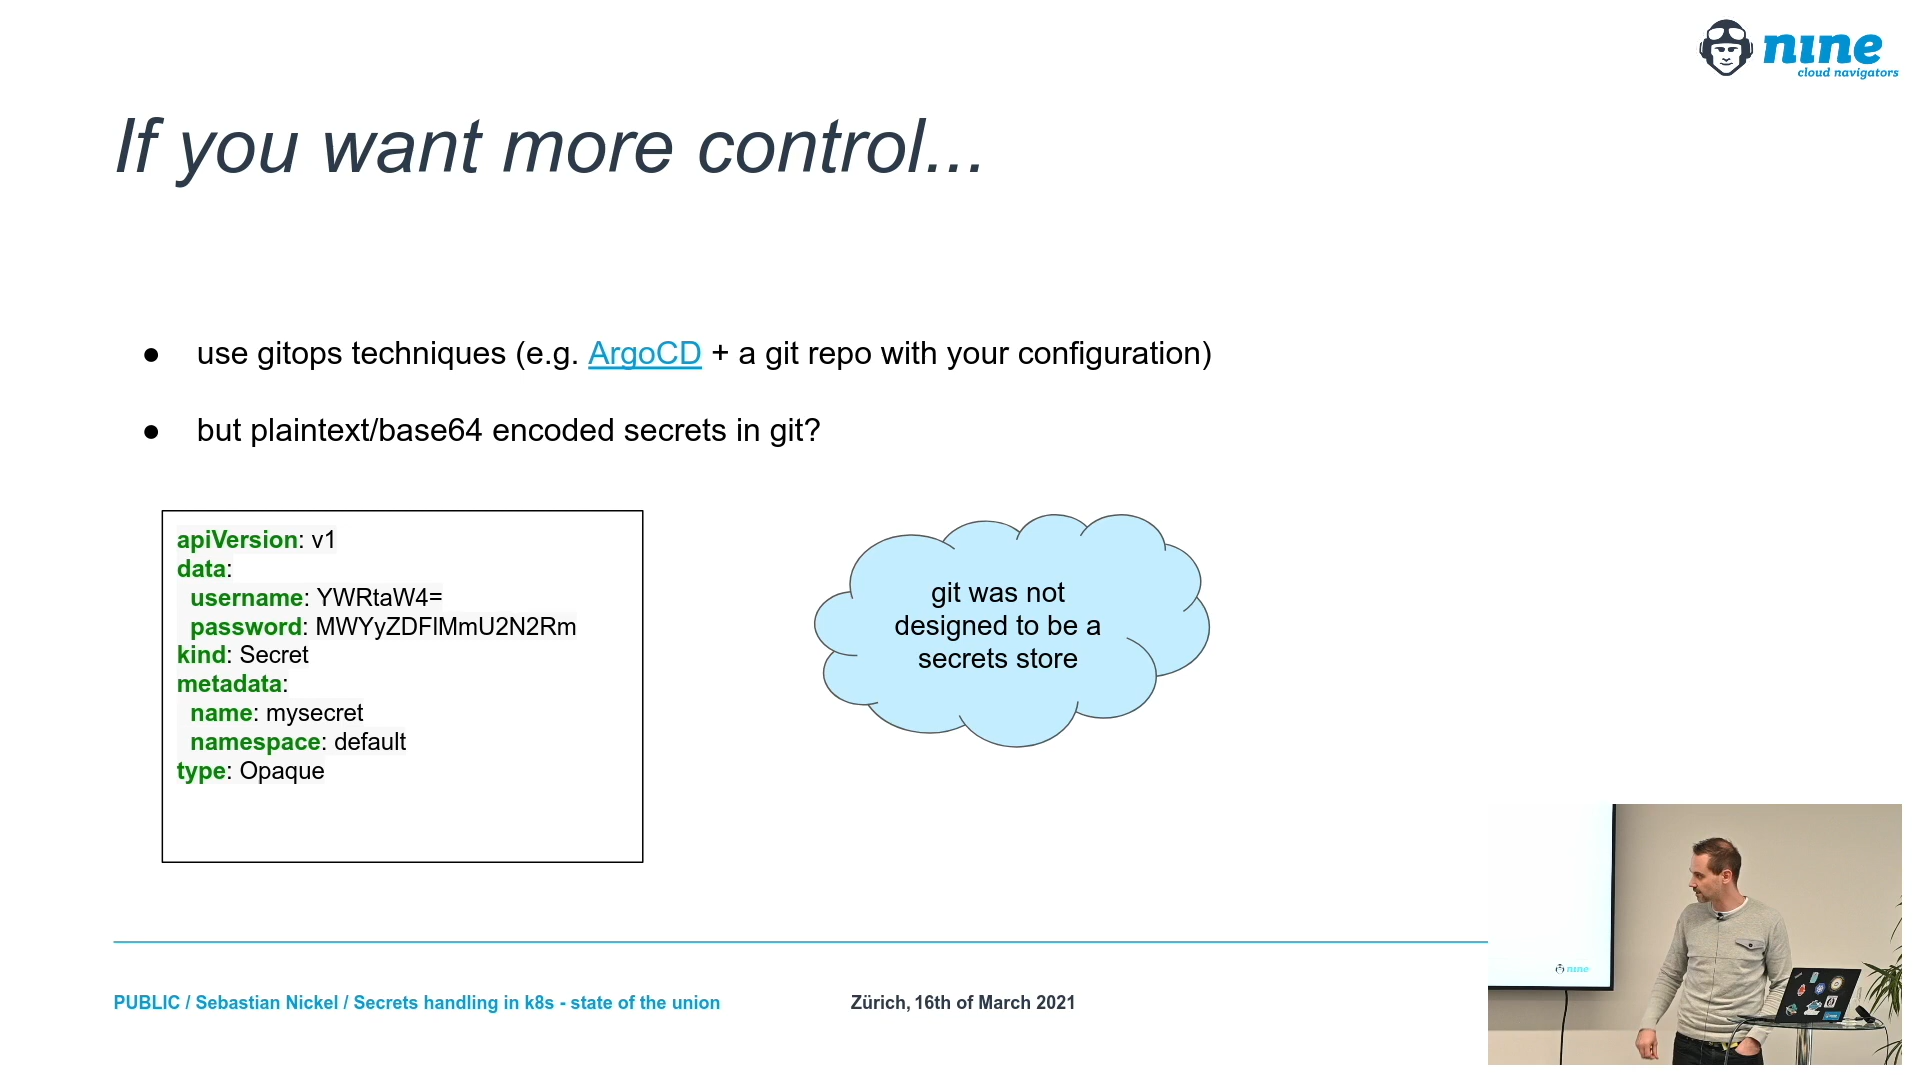 nine
cloud navigators
If you want more control...
● use gitops techniques (e.g. ArgoCD + a git repo with your configuration)
● but plaintext/base64 encoded secrets in git?
apiVersion: v1
data:
username: YWRtaW4=
password: MWYyZDFlMmU2N2Rm
kind: Secret
metadata:
name: mysecret
namespace: default
type: Opaque
git was not
designed to be a
secrets store
PUBLIC / Sebastian Nickel / Secrets handling in k8s - state of the union
Zürich, 16th of March 2021
nine